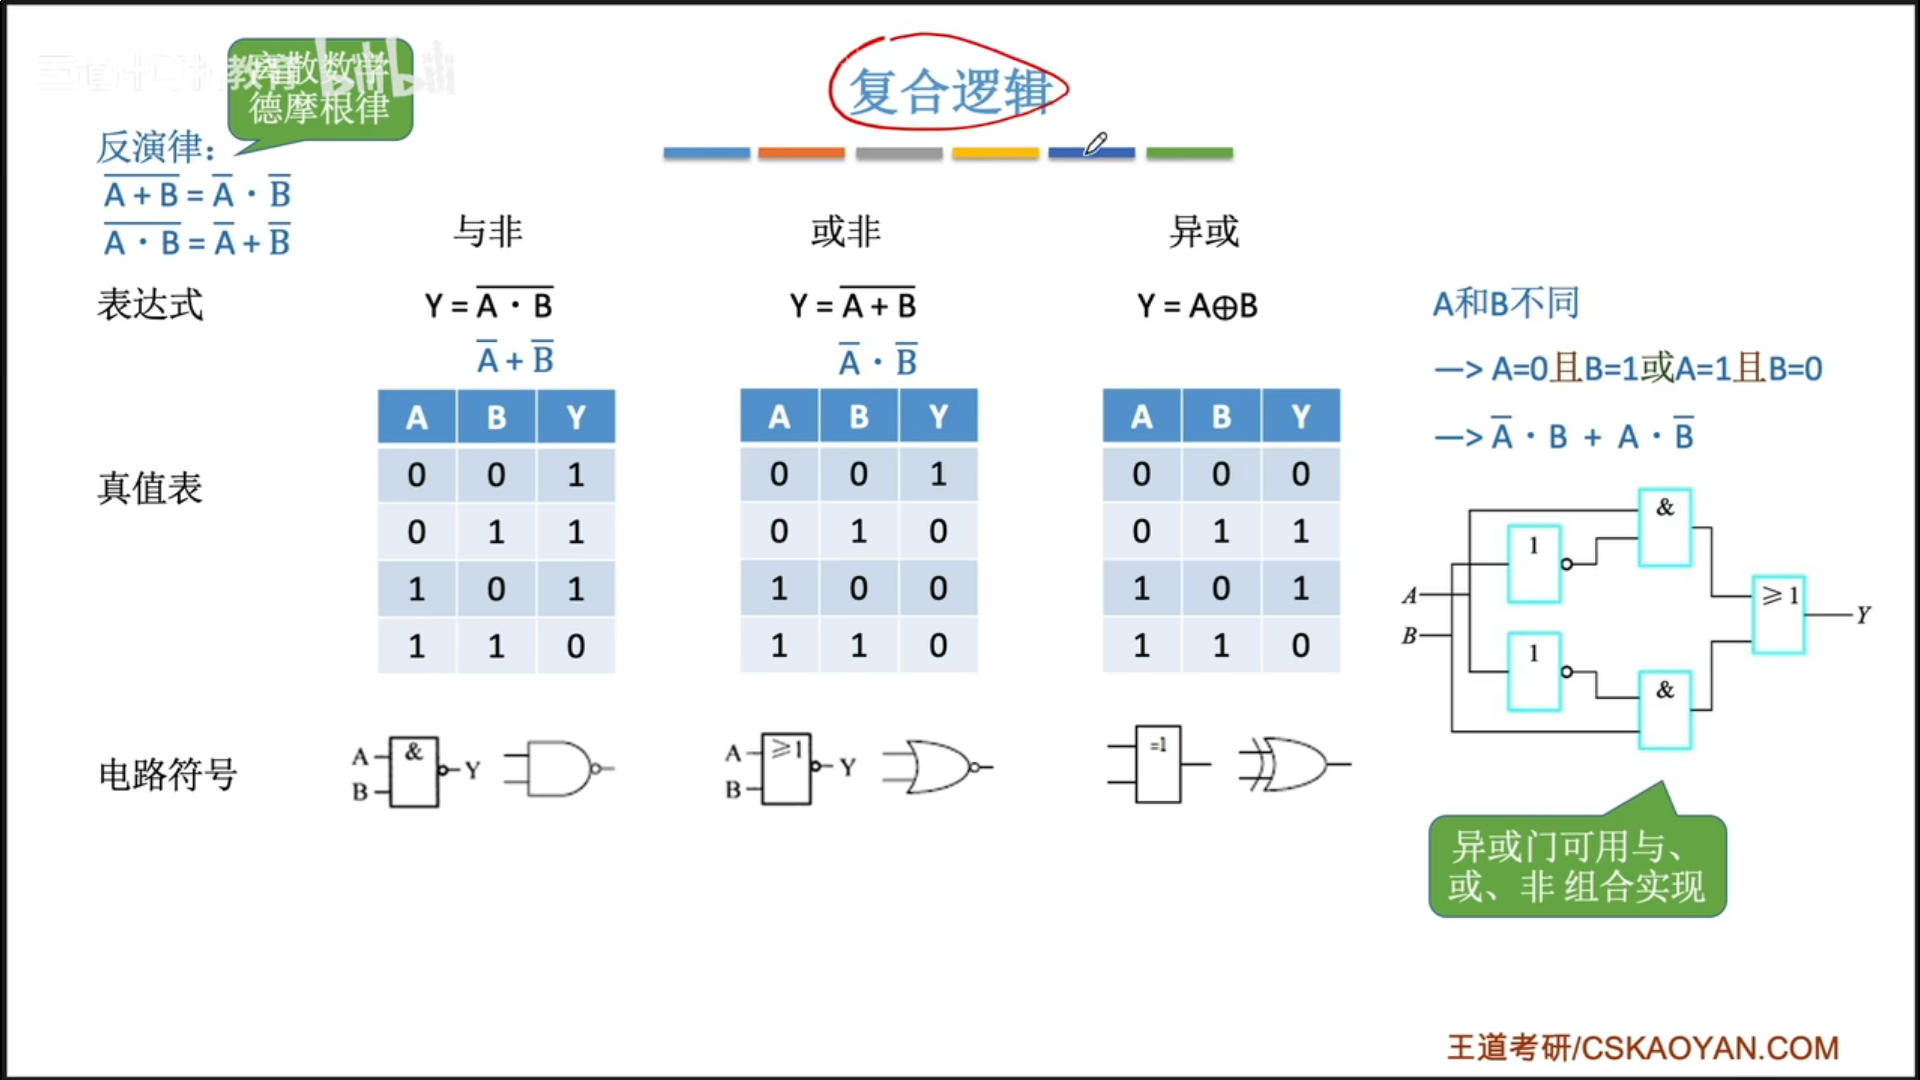 复合逻辑
离散数学
德摩根律
反演律：
A + B = A · B
A · B = A + B
与非
或非
异或
表达式
Y = A · B
Y = A + B
Y = A⊕B
A + B
A · B
A和B不同
—> A=0且B=1或A=1且B=0
—> A · B + A · B
真值表
A B Y
0 0 1
0 1 1
1 0 1
1 1 0
A B Y
0 0 1
0 1 0
1 0 0
1 1 0
A B Y
0 0 0
0 1 1
1 0 1
1 1 0
&
1
A
≥1
Y
B
1
&
电路符号
A
&
Y
B
A
≥1
Y
B
=1
异或门可用与、
或、非 组合实现
王道考研/CSKAOYAN.COM